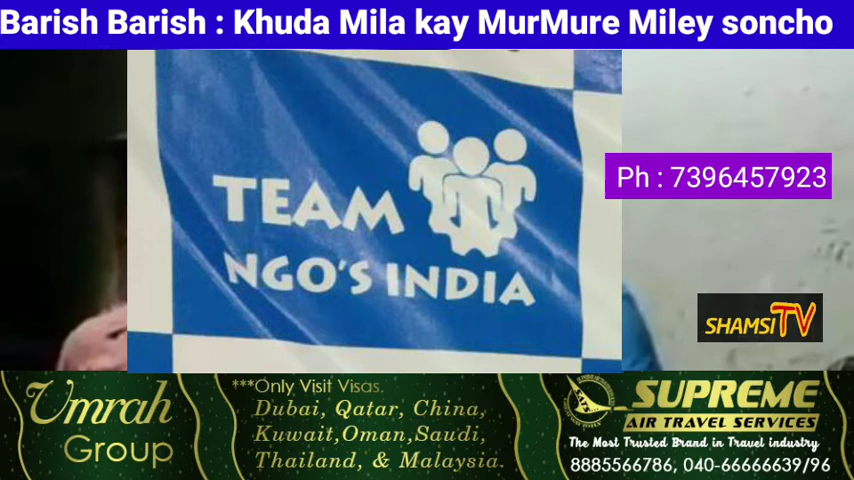 Barish Barish : Khuda Mila kay MurMure Miley soncho
TEAM
NGO'S INDIA
Ph : 7396457923
SHAMSI TV
Umrah
Group
***Only Visit Visas.
Dubai, Qatar, China,
Kuwait,Oman,Saudi,
Thailand, & Malaysia.
SUPREME
AIR TRAVEL SERVICES
The Most Trusted Brand in Travel industry
8885566786, 040-66666639/96